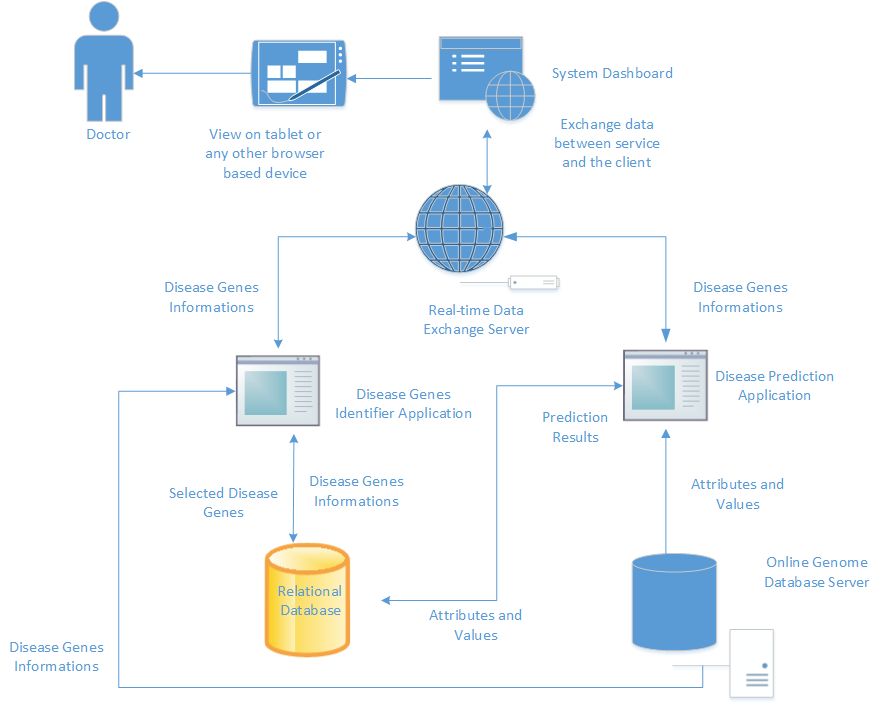 System Dashboard
Doctor
View on tablet or
any other browser
based device
Exchange data
between service
and the client
Disease Genes
Informations
Real-time Data
Exchange Server
Disease Genes
Informations
Disease Genes
Identifier Application
Disease Prediction
Application
Prediction
Results
Selected Disease
Genes
Disease Genes
Informations
Attributes and
Values
Relational
Database
Online Genome
Database Server
Attributes and
Values
Disease Genes
Informations